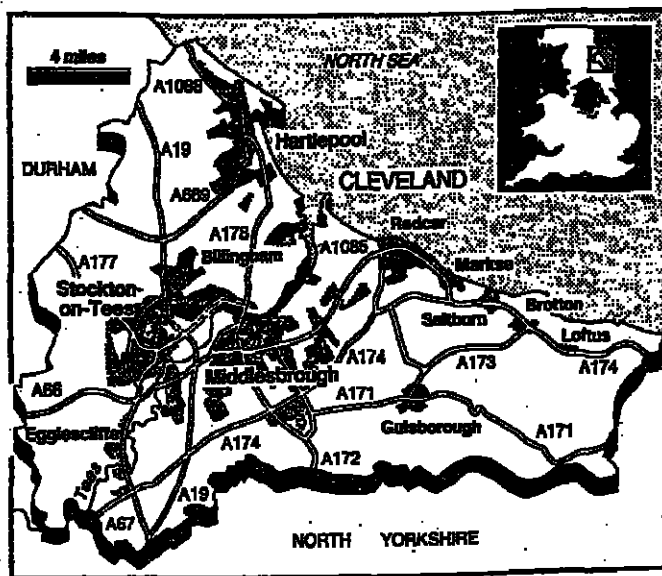 4 miles
NORTH SEA
A1086
Hartlepool
A19
DURHAM
CLEVELAND
A689
Redcar
A178
A1085
Billingham
A177
Marske
Stockton-
on-Tees
Brotton
Saltburn
Loftus
A174
A173
A174
Middlesbrough
A66
A171
Guisborough
Egglescliffe
A174
A171
A172
Tees
A19
A67
NORTH YORKSHIRE